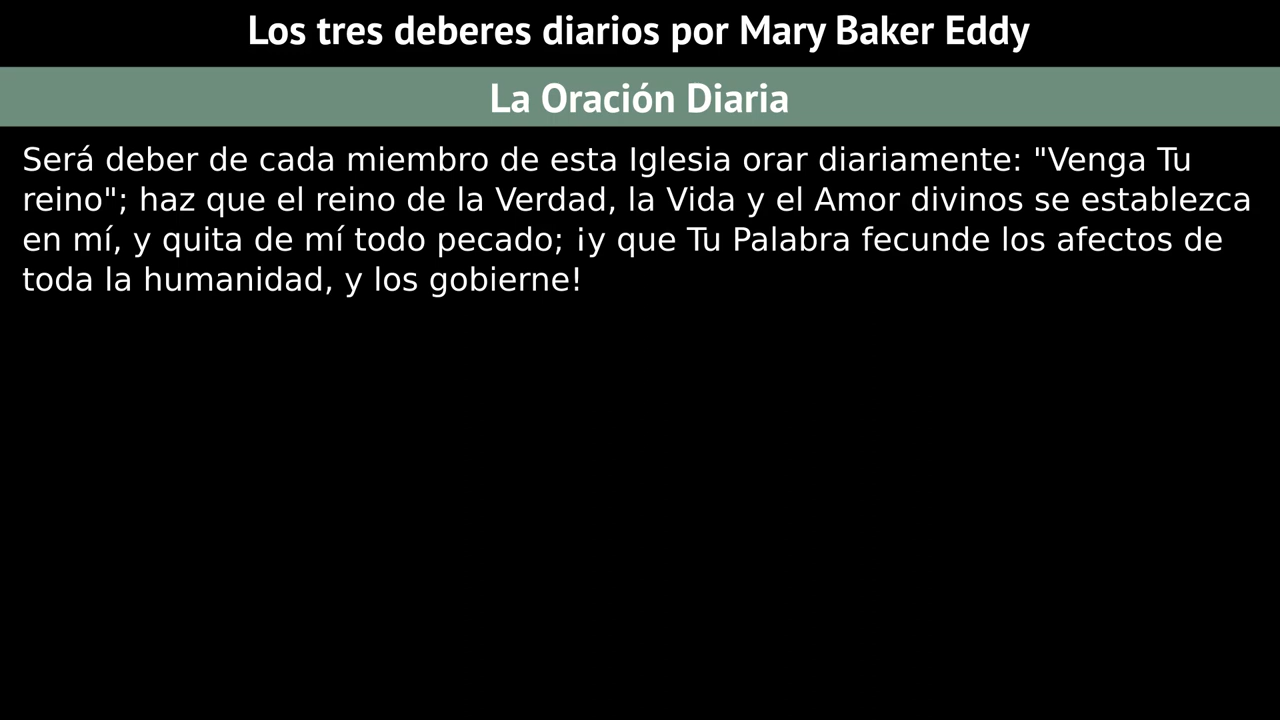 Los tres deberes diarios por Mary Baker Eddy
La Oración Diaria
Será deber de cada miembro de esta Iglesia orar diariamente: "Venga Tu
reino"; haz que el reino de la Verdad, la Vida y el Amor divinos se establezca
en mí, y quita de mí todo pecado; ¡y que Tu Palabra fecunde los afectos de
toda la humanidad, y los gobierne!